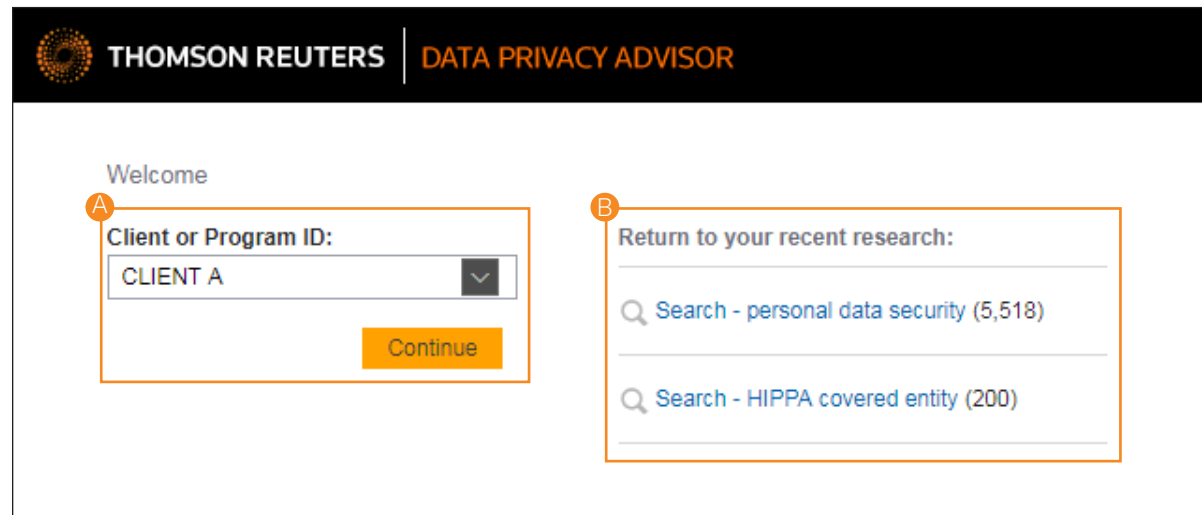 THOMSON REUTERS | DATA PRIVACY ADVISOR
Welcome
A
Client or Program ID:
CLIENT A
Continue
B
Return to your recent research:
Search - personal data security (5,518)
Search - HIPPA covered entity (200)